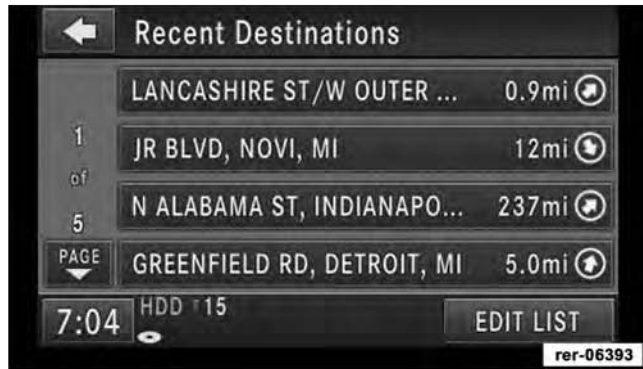 Recent Destinations
LANCASHIRE ST/W OUTER ... 0.9mi
1
of
5
JR BLVD, NOVI, MI 12mi
N ALABAMA ST, INDIANAPO... 237mi
PAGE
GREENFIELD RD, DETROIT, MI 5.0mi
7:04
HDD T15
EDIT LIST
rer-06393